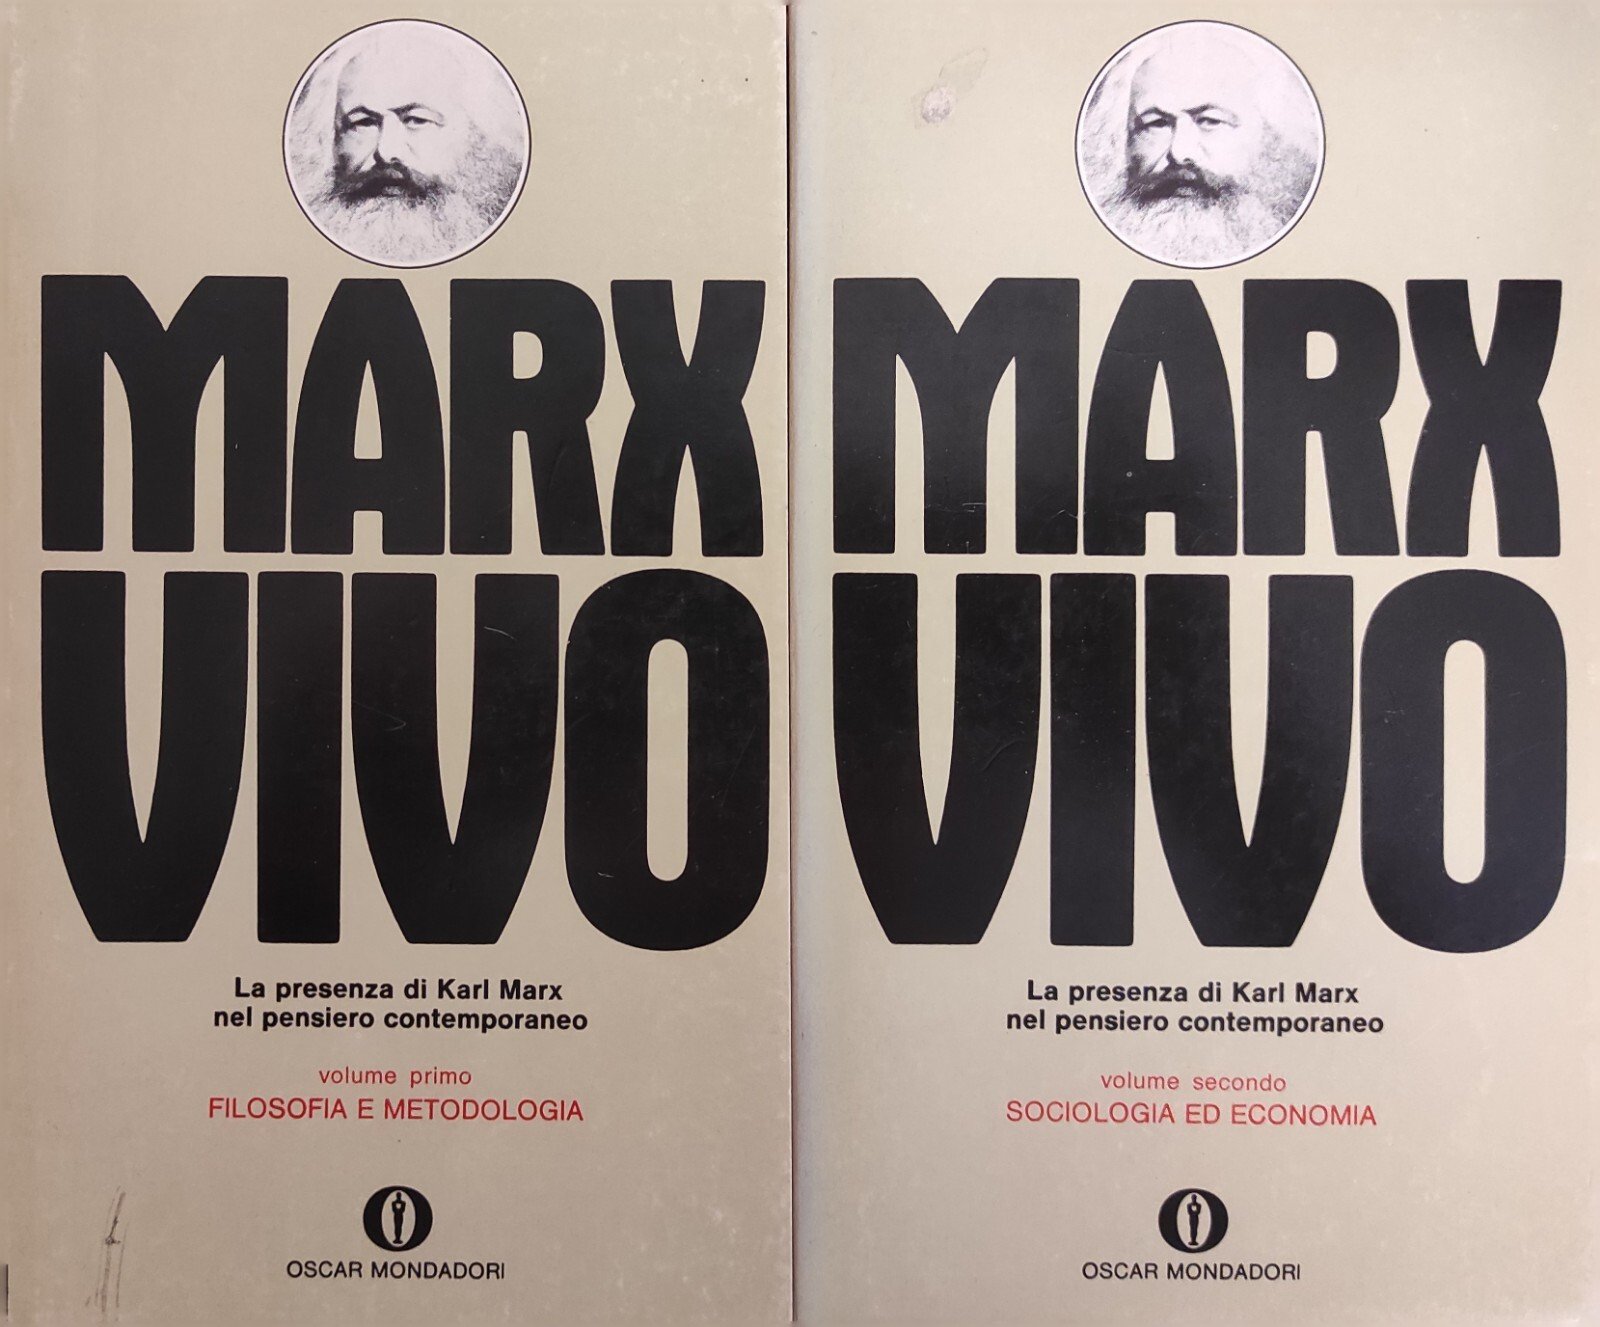 MARX
VIVO
La presenza di Karl Marx
nel pensiero contemporaneo
volume primo
FILOSOFIA E METODOLOGIA
OSCAR MONDADORI
MARX
VIVO
La presenza di Karl Marx
nel pensiero contemporaneo
volume secondo
SOCIOLOGIA ED ECONOMIA
OSCAR MONDADORI